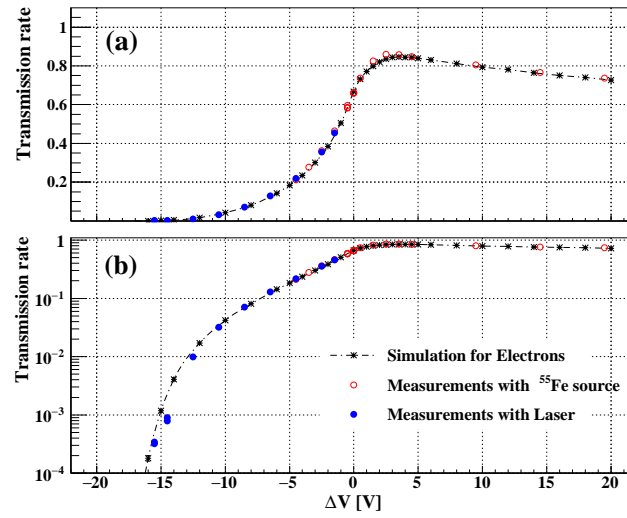 (a)
Transmission rate
1
0.8
0.6
0.4
0.2
(b)
Transmission rate
1
10⁻¹
10⁻²
10⁻³
10⁻⁴
Simulation for Electrons
Measurements with ⁵⁵Fe source
Measurements with Laser
−20 −15 −10 −5 0 5 10 15 20
ΔV [V]